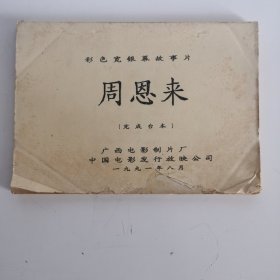 彩色宽银幕故事片
周恩来
（完成台本）
广西电影制片厂
中国电影发行放映公司
一九九一年八月